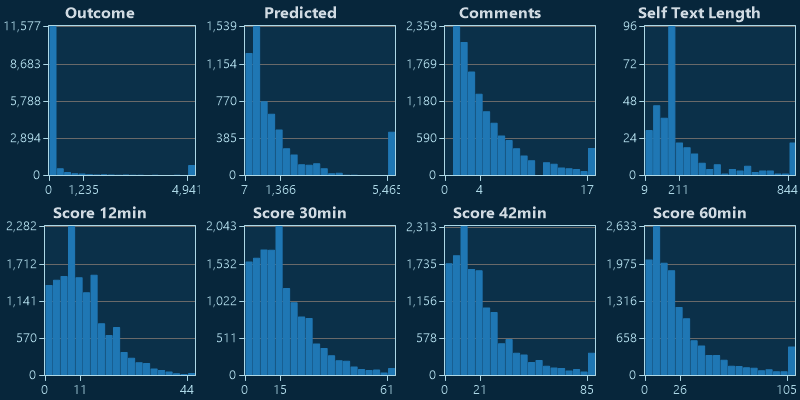 Outcome
11,577
8,683
5,788
2,894
0
0 1,235 4,941
Predicted
1,539
1,154
770
385
0
7 1,366 5,465
Comments
2,359
1,769
1,180
590
0
0 4 17
Self Text Length
96
72
48
24
0
9 211 844
Score 12min
2,282
1,712
1,141
570
0
0 11 44
Score 30min
2,043
1,532
1,022
511
0
0 15 61
Score 42min
2,313
1,735
1,156
578
0
0 21 85
Score 60min
2,633
1,975
1,316
658
0
0 26 105